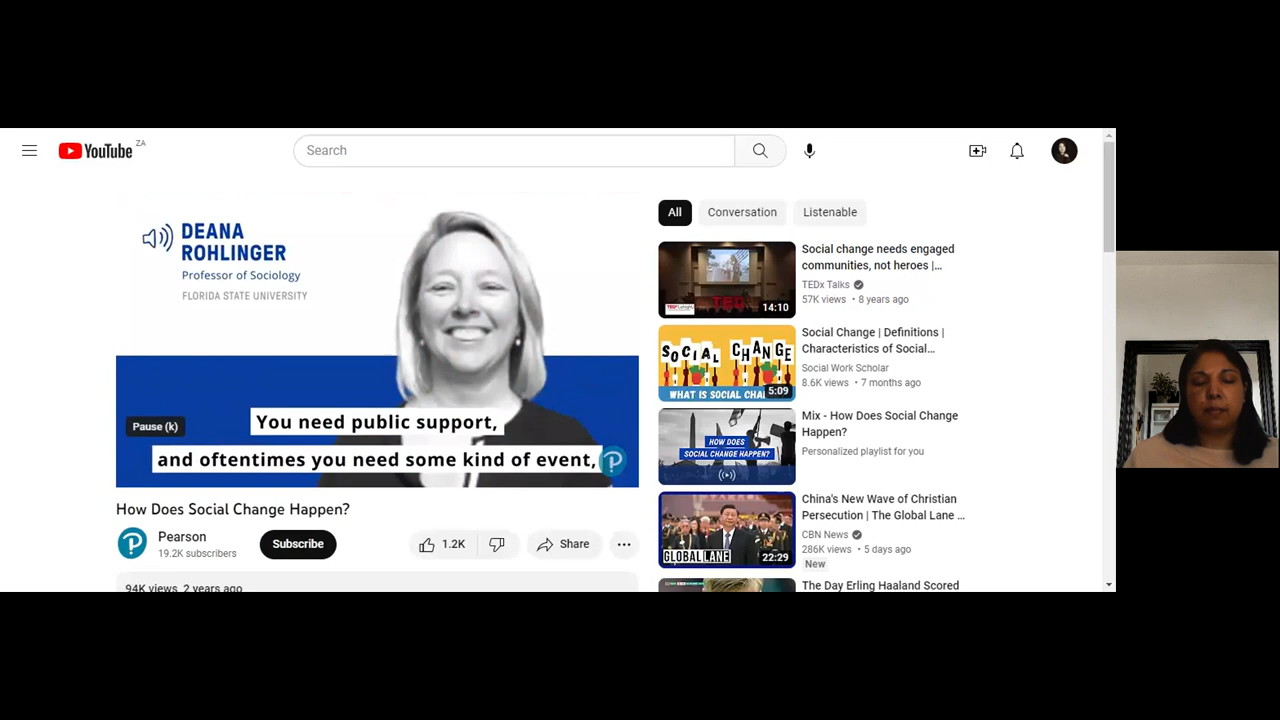 YouTube ZA
Search
DEANA
ROHLINGER
Professor of Sociology
FLORIDA STATE UNIVERSITY
You need public support,
and oftentimes you need some kind of event,
Pause (k)
How Does Social Change Happen?
Pearson
19.2K subscribers
Subscribe
1.2K
Share
94K views 2 years ago
All
Conversation
Listenable
TED
14:10
Social change needs engaged
communities, not heroes |...
TEDx Talks
57K views • 8 years ago
SOCIAL CHANGE
WHAT IS SOCIAL CHA
5:09
Social Change | Definitions |
Characteristics of Social...
Social Work Scholar
8.6K views • 7 months ago
HOW DOES
SOCIAL CHANGE HAPPEN?
Mix - How Does Social Change
Happen?
Personalized playlist for you
GLOBAL LANE
22:29
China's New Wave of Christian
Persecution | The Global Lane ...
CBN News
286K views • 5 days ago
New
The Day Erling Haaland Scored